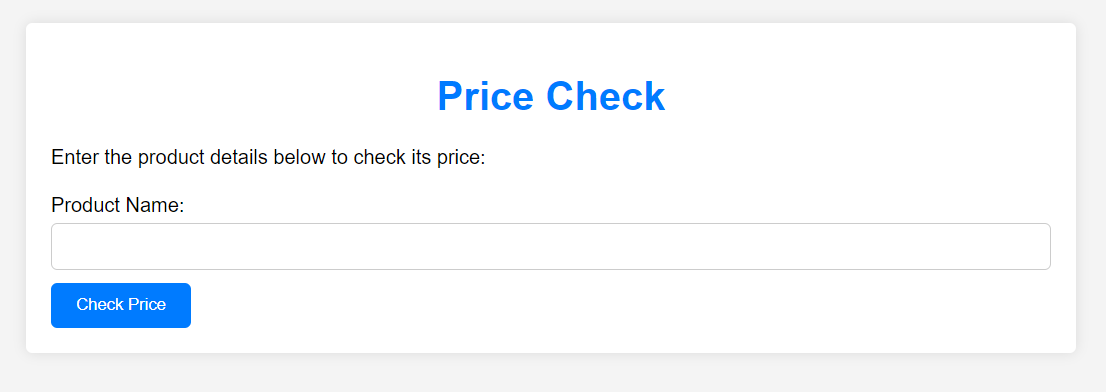 Price Check
Enter the product details below to check its price:
Product Name:
Check Price